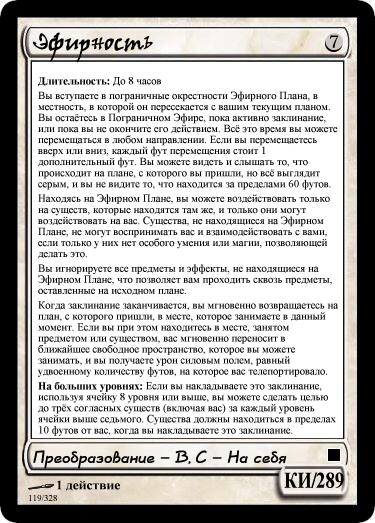 Эфирность
7
Длительность: До 8 часов
Вы вступаете в пограничные окрестности Эфирного Плана, в
местность, в которой он пересекается с вашим текущим планом.
Вы остаётесь в Пограничном Эфире, пока активно заклинание,
или пока вы не окончите его действием. Всё это время вы можете
перемещаться в любом направлении. Если вы перемещаетесь
вверх или вниз, каждый фут перемещения стоит 1
дополнительный фут. Вы можете видеть и слышать то, что
происходит на плане, с которого вы пришли, но всё выглядит
серым, и вы не видите то, что находится за пределами 60 футов.
Находясь на Эфирном Плане, вы можете воздействовать только
на существ, которые находятся там же, и только они могут
воздействовать на вас. Существа, не находящиеся на Эфирном
Плане, не могут воспринимать вас и взаимодействовать с вами,
если только у них нет особого умения или магии, позволяющей
делать это.
Вы игнорируете все предметы и эффекты, не находящиеся на
Эфирном Плане, что позволяет вам проходить сквозь предметы,
оставленные на исходном плане.
Когда заклинание заканчивается, вы мгновенно возвращаетесь на
план, с которого пришли, в место, которое занимаете в данный
момент. Если вы при этом находитесь в месте, занятом
предметом или существом, вас мгновенно переносит в
ближайшее свободное пространство, которое вы можете
занимать, и вы получаете урон силовым полем, равный
удвоенному количеству футов, на которое вас телепортировало.
На больших уровнях: Если вы накладываете это заклинание,
используя ячейку 8 уровня или выше, вы можете сделать целью
до трёх согласных существ (включая вас) за каждый уровень
ячейки выше седьмого. Существа должны находиться в пределах
10 футов от вас, когда вы накладываете это заклинание.
Преобразование – В, С – На себя
КИ/289
1 действие
119/328